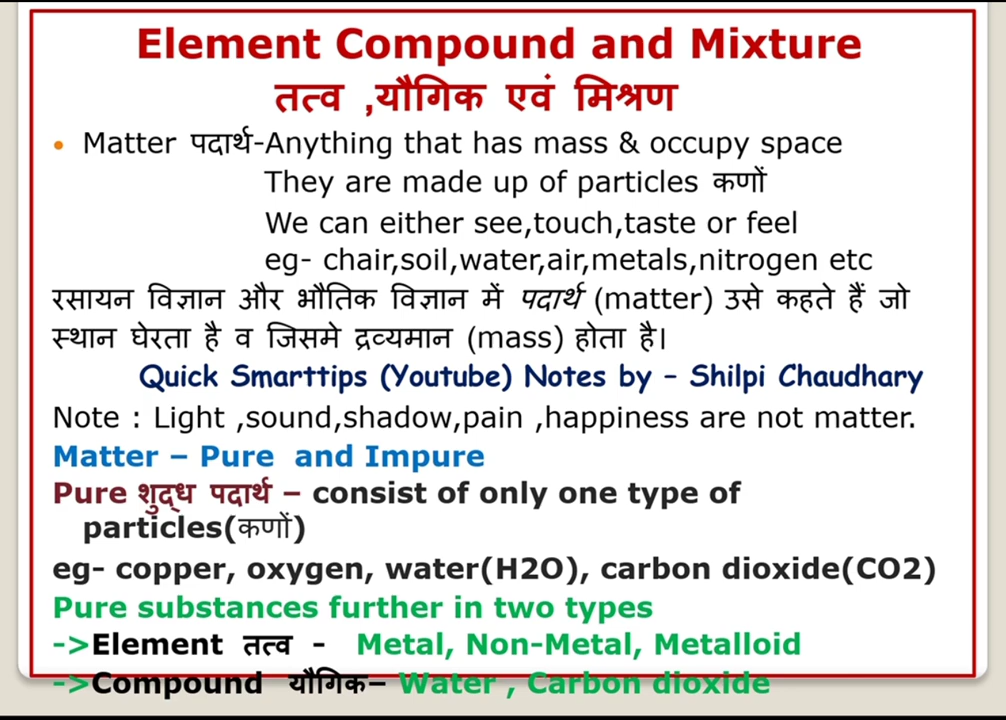 Element Compound and Mixture
तत्व ,यौगिक एवं मिश्रण
• Matter पदार्थ-Anything that has mass & occupy space
They are made up of particles कणों
We can either see,touch,taste or feel
eg- chair,soil,water,air,metals,nitrogen etc
रसायन विज्ञान और भौतिक विज्ञान में पदार्थ (matter) उसे कहते हैं जो
स्थान घेरता है व जिसमे द्रव्यमान (mass) होता है।
Quick Smarttips (Youtube) Notes by – Shilpi Chaudhary
Note : Light ,sound,shadow,pain ,happiness are not matter.
Matter – Pure and Impure
Pure शुद्ध पदार्थ – consist of only one type of
particles(कणों)
eg- copper, oxygen, water(H2O), carbon dioxide(CO2)
Pure substances further in two types
->Element तत्व - Metal, Non-Metal, Metalloid
->Compound यौगिक– Water , Carbon dioxide